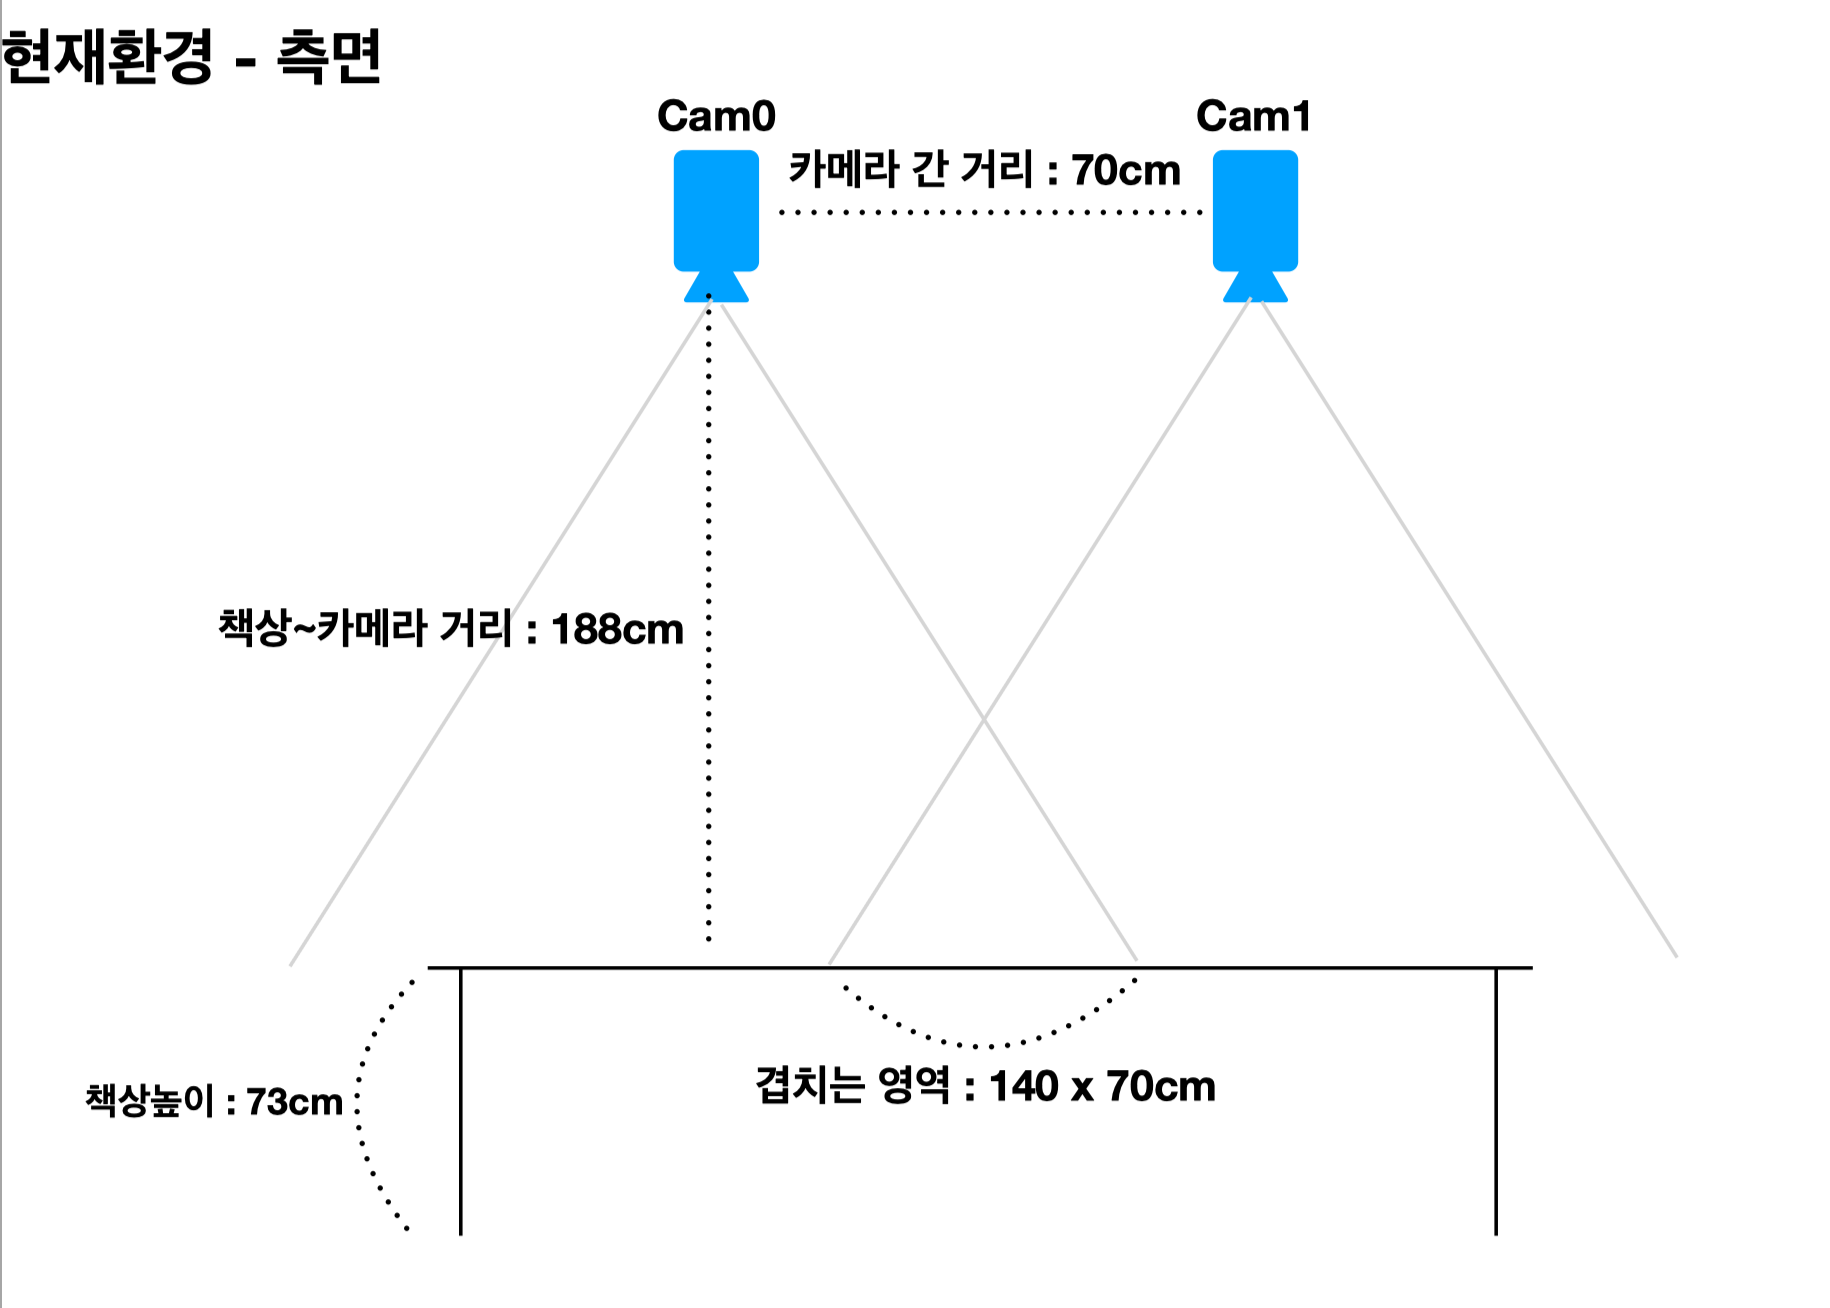 현재환경 - 측면
Cam0
Cam1
카메라 간 거리 : 70cm
책상~카메라 거리 : 188cm
겹치는 영역 : 140 x 70cm
책상높이 : 73cm